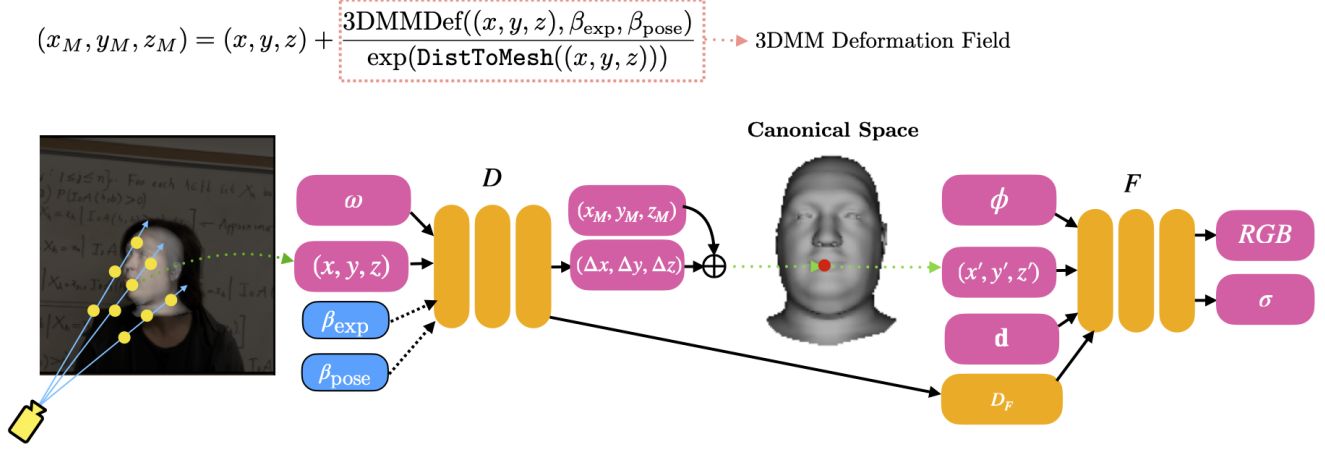 (x_M, y_M, z_M) = (x, y, z) + 3DMMDef((x, y, z), β_exp, β_pose) / exp(DistToMesh((x, y, z)))
3DMM Deformation Field
Canonical Space
D
F
ω
(x, y, z)
β_exp
β_pose
(x_M, y_M, z_M)
(Δx, Δy, Δz)
ϕ
(x′, y′, z′)
d
D_F
RGB
σ